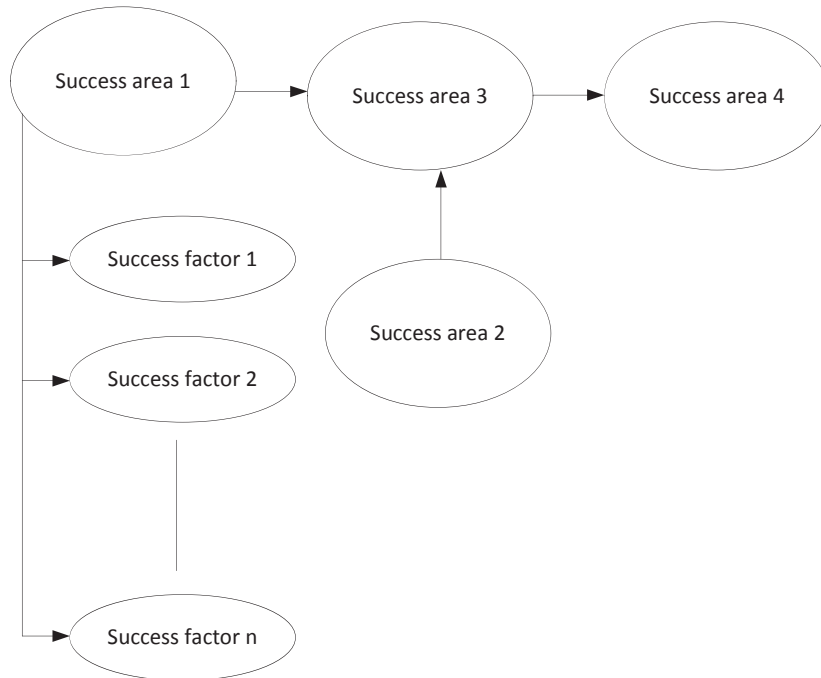 Success area 1
Success area 3
Success area 4
Success factor 1
Success area 2
Success factor 2
Success factor n